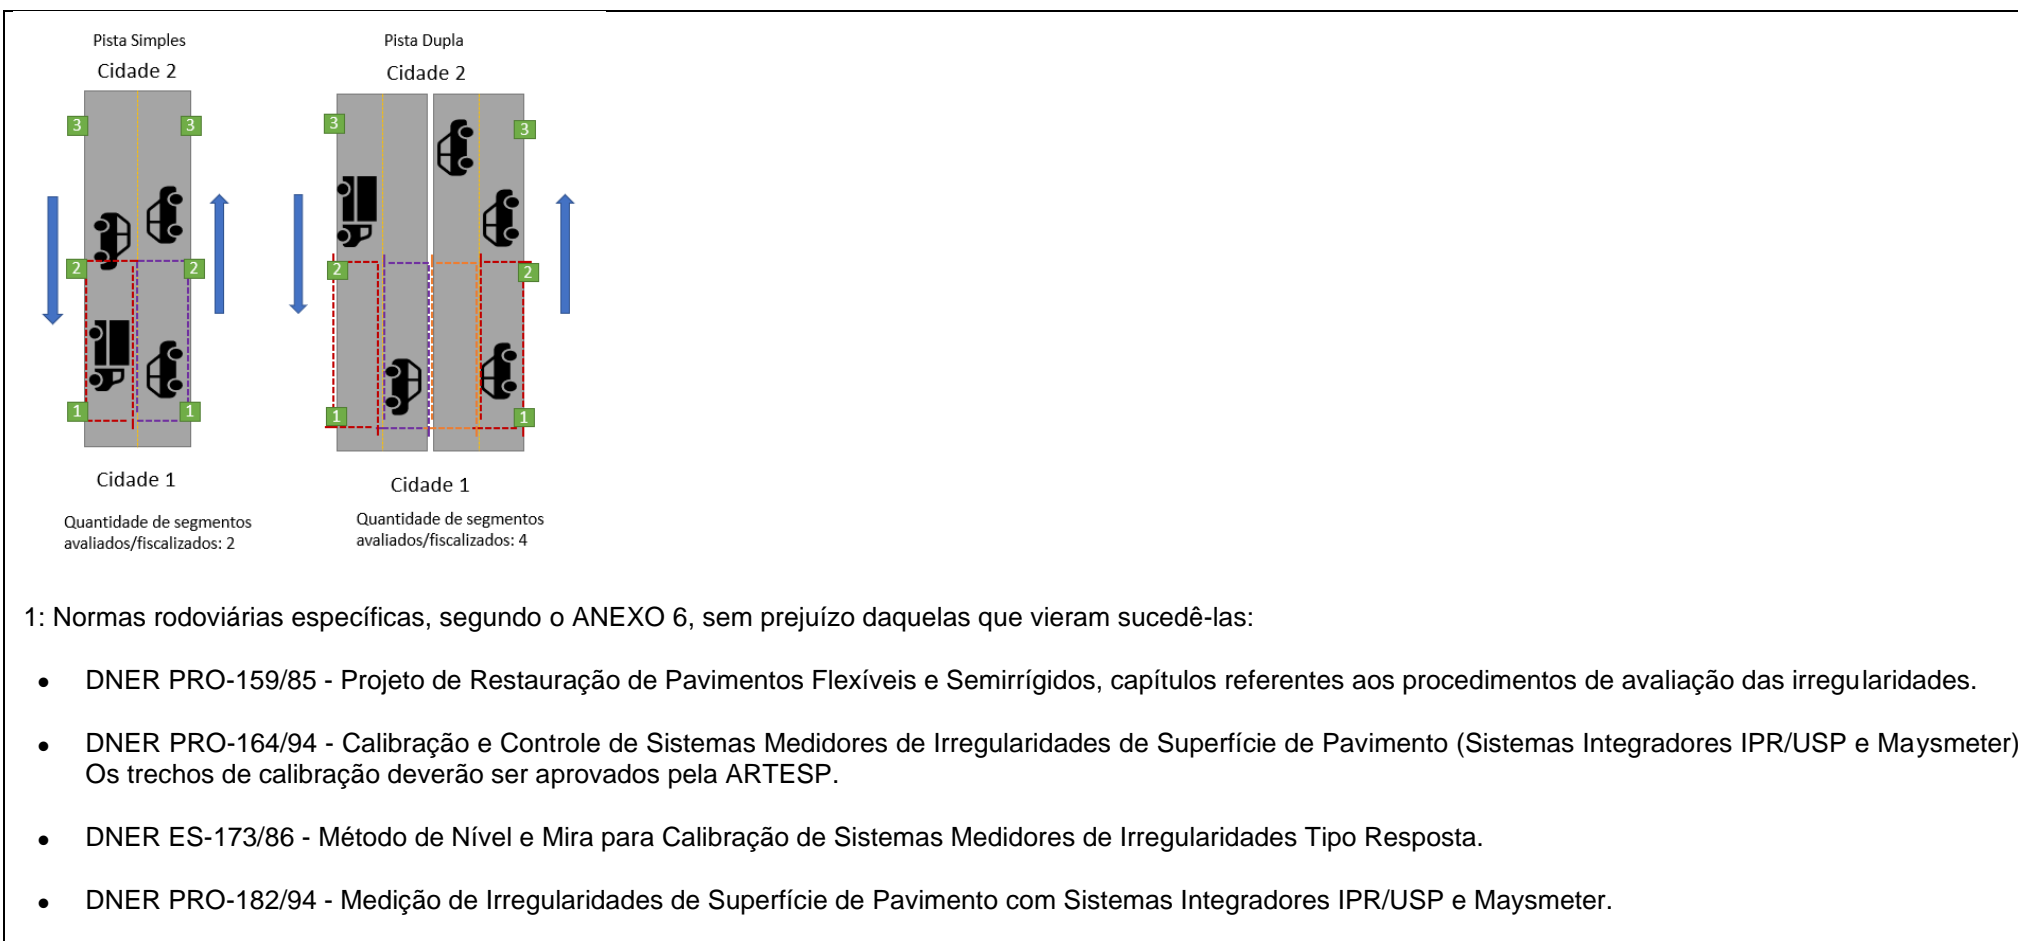 Pista Simples
Cidade 2
3 3
2 2
1 1
Cidade 1
Quantidade de segmentos
avaliados/fiscalizados: 2
Pista Dupla
Cidade 2
3 3
2 2
1 1
Cidade 1
Quantidade de segmentos
avaliados/fiscalizados: 4
1: Normas rodoviárias específicas, segundo o ANEXO 6, sem prejuízo daquelas que vieram sucedê-las:
• DNER PRO-159/85 - Projeto de Restauração de Pavimentos Flexíveis e Semirrígidos, capítulos referentes aos procedimentos de avaliação das irregularidades.
• DNER PRO-164/94 - Calibração e Controle de Sistemas Medidores de Irregularidades de Superfície de Pavimento (Sistemas Integradores IPR/USP e Maysmeter)
Os trechos de calibração deverão ser aprovados pela ARTESP.
• DNER ES-173/86 - Método de Nível e Mira para Calibração de Sistemas Medidores de Irregularidades Tipo Resposta.
• DNER PRO-182/94 - Medição de Irregularidades de Superfície de Pavimento com Sistemas Integradores IPR/USP e Maysmeter.